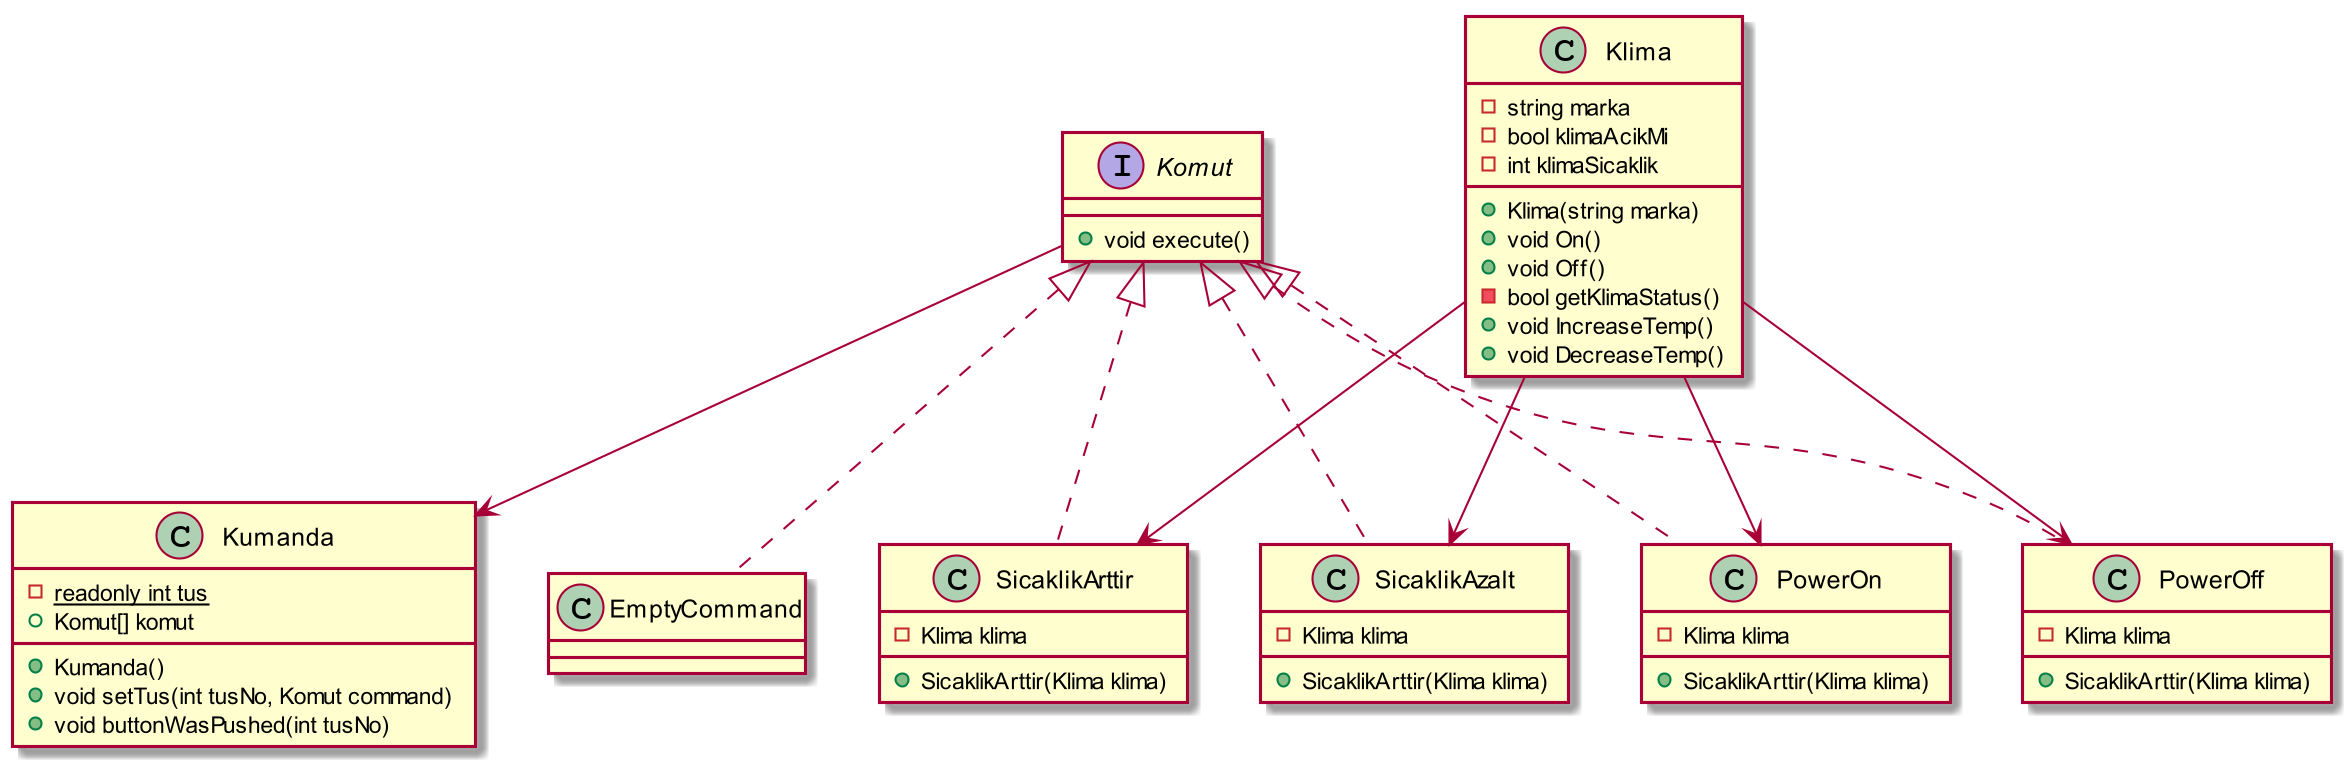 C Klima
string marka
bool klimaAcikMi
int klimaSicaklik
Klima(string marka)
void On()
void Off()
bool getKlimaStatus()
void IncreaseTemp()
void DecreaseTemp()
I Komut
void execute()
C Kumanda
readonly int tus
Komut[] komut
Kumanda()
void setTus(int tusNo, Komut command)
void buttonWasPushed(int tusNo)
C EmptyCommand
C SicaklikArttir
Klima klima
SicaklikArttir(Klima klima)
C SicaklikAzalt
Klima klima
SicaklikArttir(Klima klima)
C PowerOn
Klima klima
SicaklikArttir(Klima klima)
C PowerOff
Klima klima
SicaklikArttir(Klima klima)